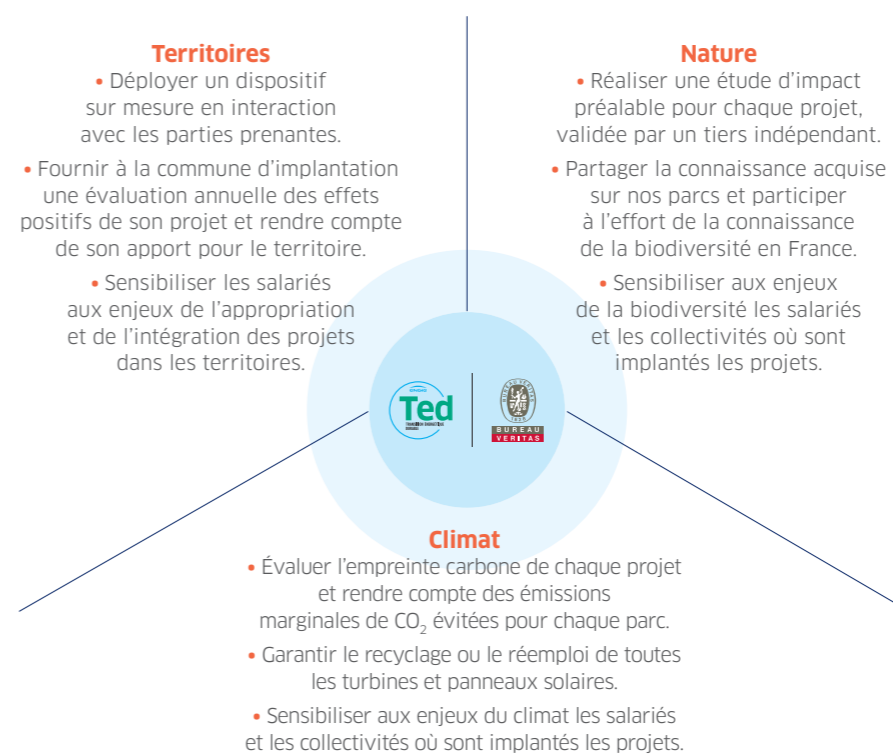 Territoires
• Déployer un dispositif
sur mesure en interaction
avec les parties prenantes.
• Fournir à la commune d’implantation
une évaluation annuelle des effets
positifs de son projet et rendre compte
de son apport pour le territoire.
• Sensibiliser les salariés
aux enjeux de l’appropriation
et de l’intégration des projets
dans les territoires.
Nature
• Réaliser une étude d’impact
préalable pour chaque projet,
validée par un tiers indépendant.
• Partager la connaissance acquise
sur nos parcs et participer
à l’effort de la connaissance
de la biodiversité en France.
• Sensibiliser aux enjeux
de la biodiversité les salariés
et les collectivités où sont
implantés les projets.
Ted
BUREAU VERITAS
1828
BUREAU
VERITAS
Climat
• Évaluer l’empreinte carbone de chaque projet
et rendre compte des émissions
marginales de CO₂ évitées pour chaque parc.
• Garantir le recyclage ou le réemploi de toutes
les turbines et panneaux solaires.
• Sensibiliser aux enjeux du climat les salariés
et les collectivités où sont implantés les projets.